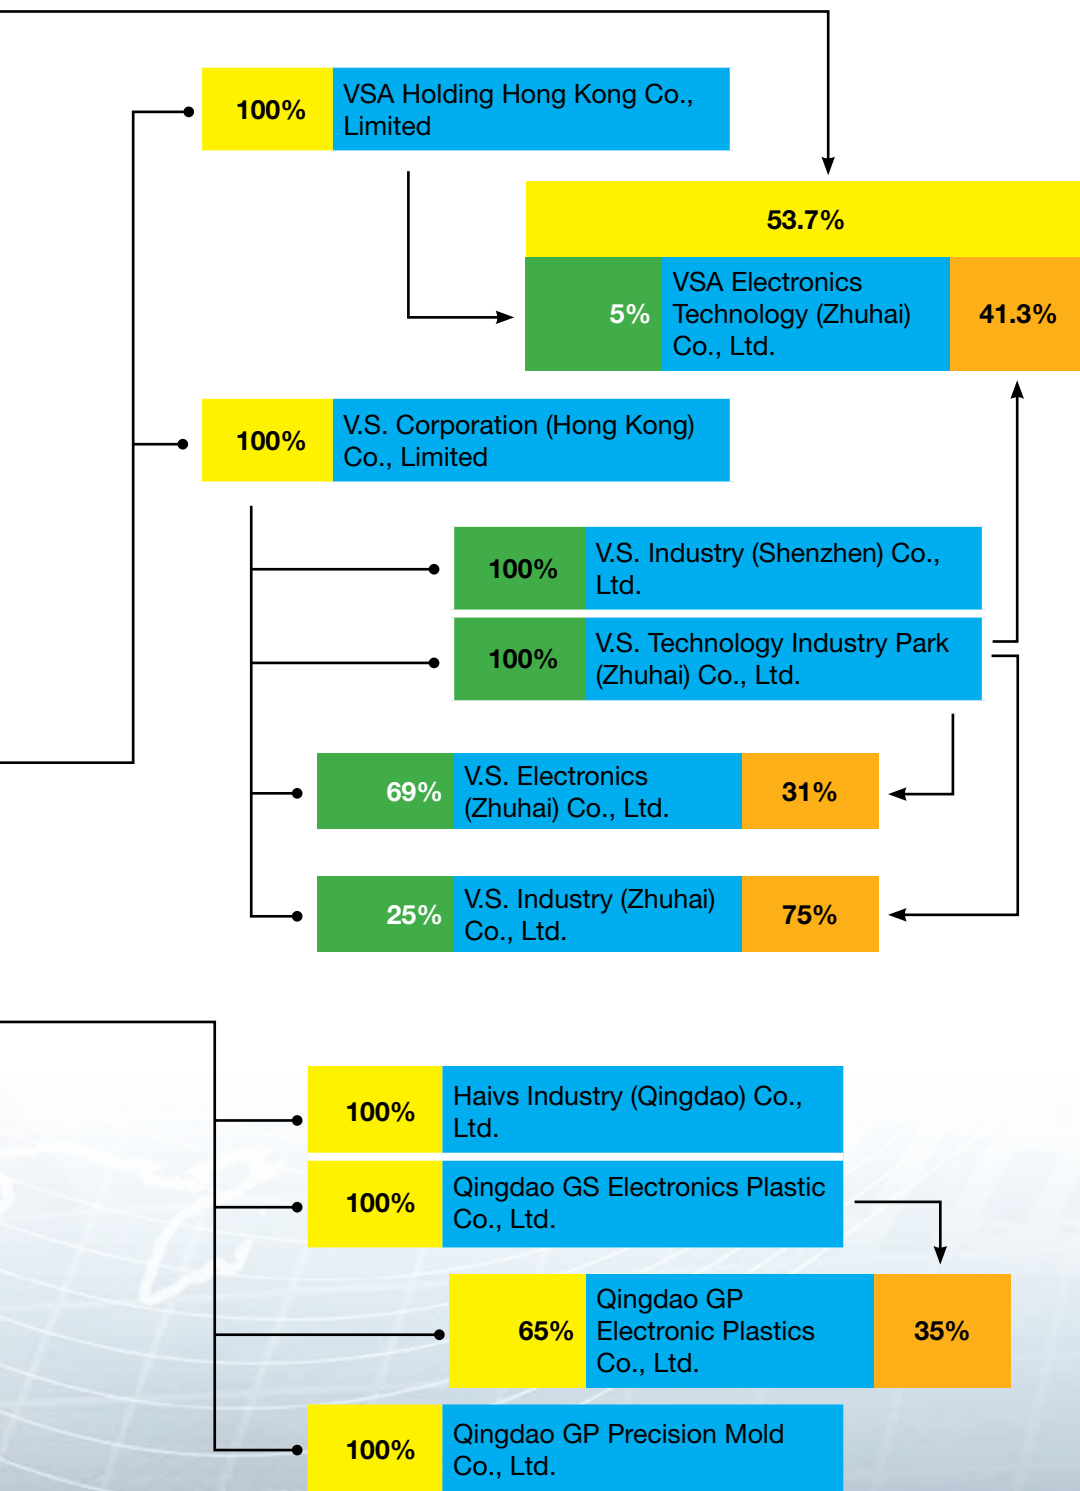 100%
VSA Holding Hong Kong Co.,
Limited
53.7%
5%
VSA Electronics
Technology (Zhuhai)
Co., Ltd.
41.3%
100%
V.S. Corporation (Hong Kong)
Co., Limited
100%
V.S. Industry (Shenzhen) Co.,
Ltd.
100%
V.S. Technology Industry Park
(Zhuhai) Co., Ltd.
69%
V.S. Electronics
(Zhuhai) Co., Ltd.
31%
25%
V.S. Industry (Zhuhai)
Co., Ltd.
75%
100%
Haivs Industry (Qingdao) Co.,
Ltd.
100%
Qingdao GS Electronics Plastic
Co., Ltd.
65%
Qingdao GP
Electronic Plastics
Co., Ltd.
35%
100%
Qingdao GP Precision Mold
Co., Ltd.